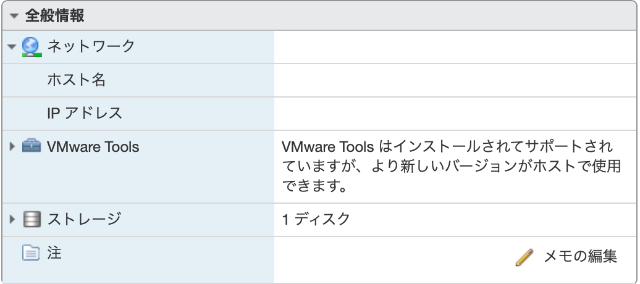 全般情報
ネットワーク
ホスト名
IP アドレス
VMware Tools
VMware Tools はインストールされてサポートされ
ていますが、より新しいバージョンがホストで使用
できます。
ストレージ
1 ディスク
注
メモの編集